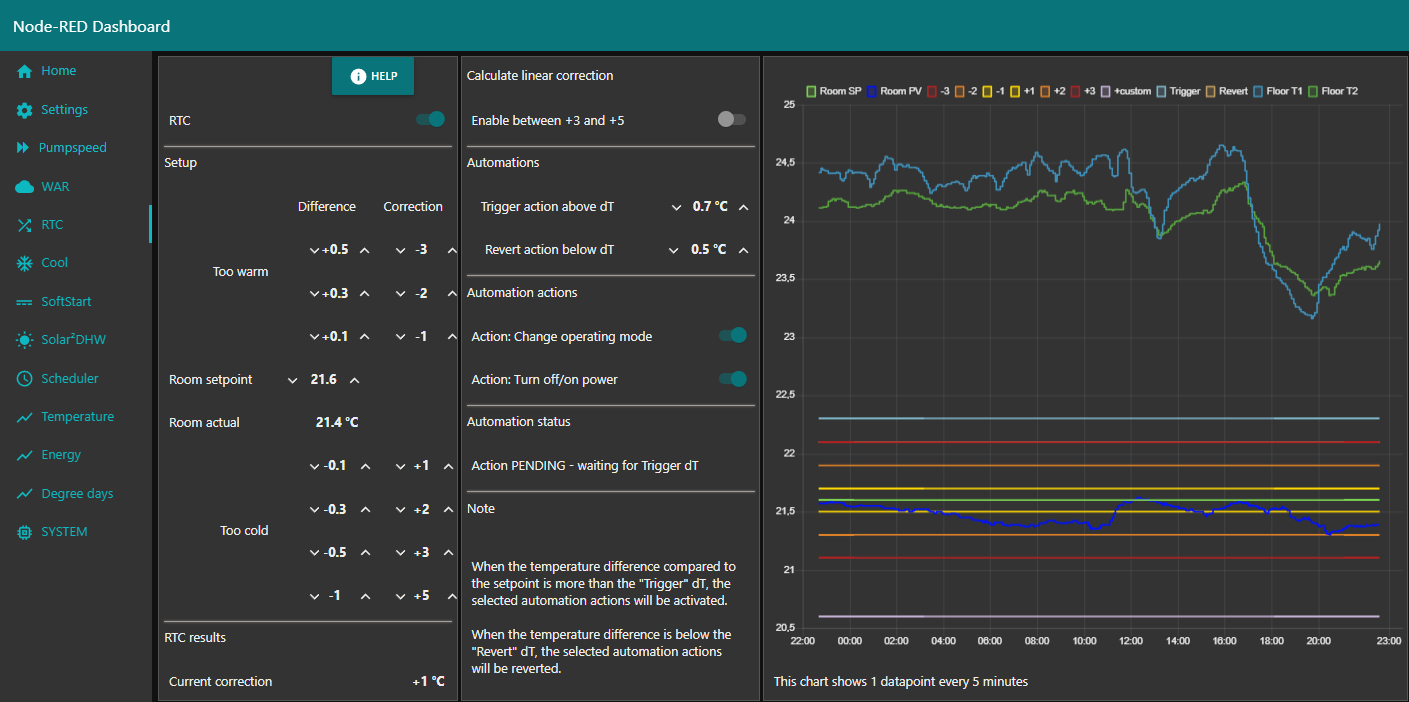 Node-RED Dashboard
Home
Settings
Pumpspeed
WAR
RTC
Cool
SoftStart
Solar²DHW
Scheduler
Temperature
Energy
Degree days
SYSTEM
HELP
RTC
Setup
Difference Correction
Too warm
+0.5 -3
+0.3 -2
+0.1 -1
Room setpoint 21.6
Room actual 21.4 °C
Too cold
-0.1 +1
-0.3 +2
-0.5 +3
-1 +5
RTC results
Current correction +1 °C
Calculate linear correction
Enable between +3 and +5
Automations
Trigger action above dT 0.7 °C
Revert action below dT 0.5 °C
Automation actions
Action: Change operating mode
Action: Turn off/on power
Automation status
Action PENDING - waiting for Trigger dT
Note
When the temperature difference compared to
the setpoint is more than the "Trigger" dT, the
selected automation actions will be activated.
When the temperature difference is below the
"Revert" dT, the selected automation actions
will be reverted.
Room SP Room PV -3 -2 -1 +1 +2 +3 +custom Trigger Revert Floor T1 Floor T2
25
24,5
24
23,5
23
22,5
22
21,5
21
20,5
22:00 00:00 02:00 04:00 06:00 08:00 10:00 12:00 14:00 16:00 18:00 20:00 23:00
This chart shows 1 datapoint every 5 minutes